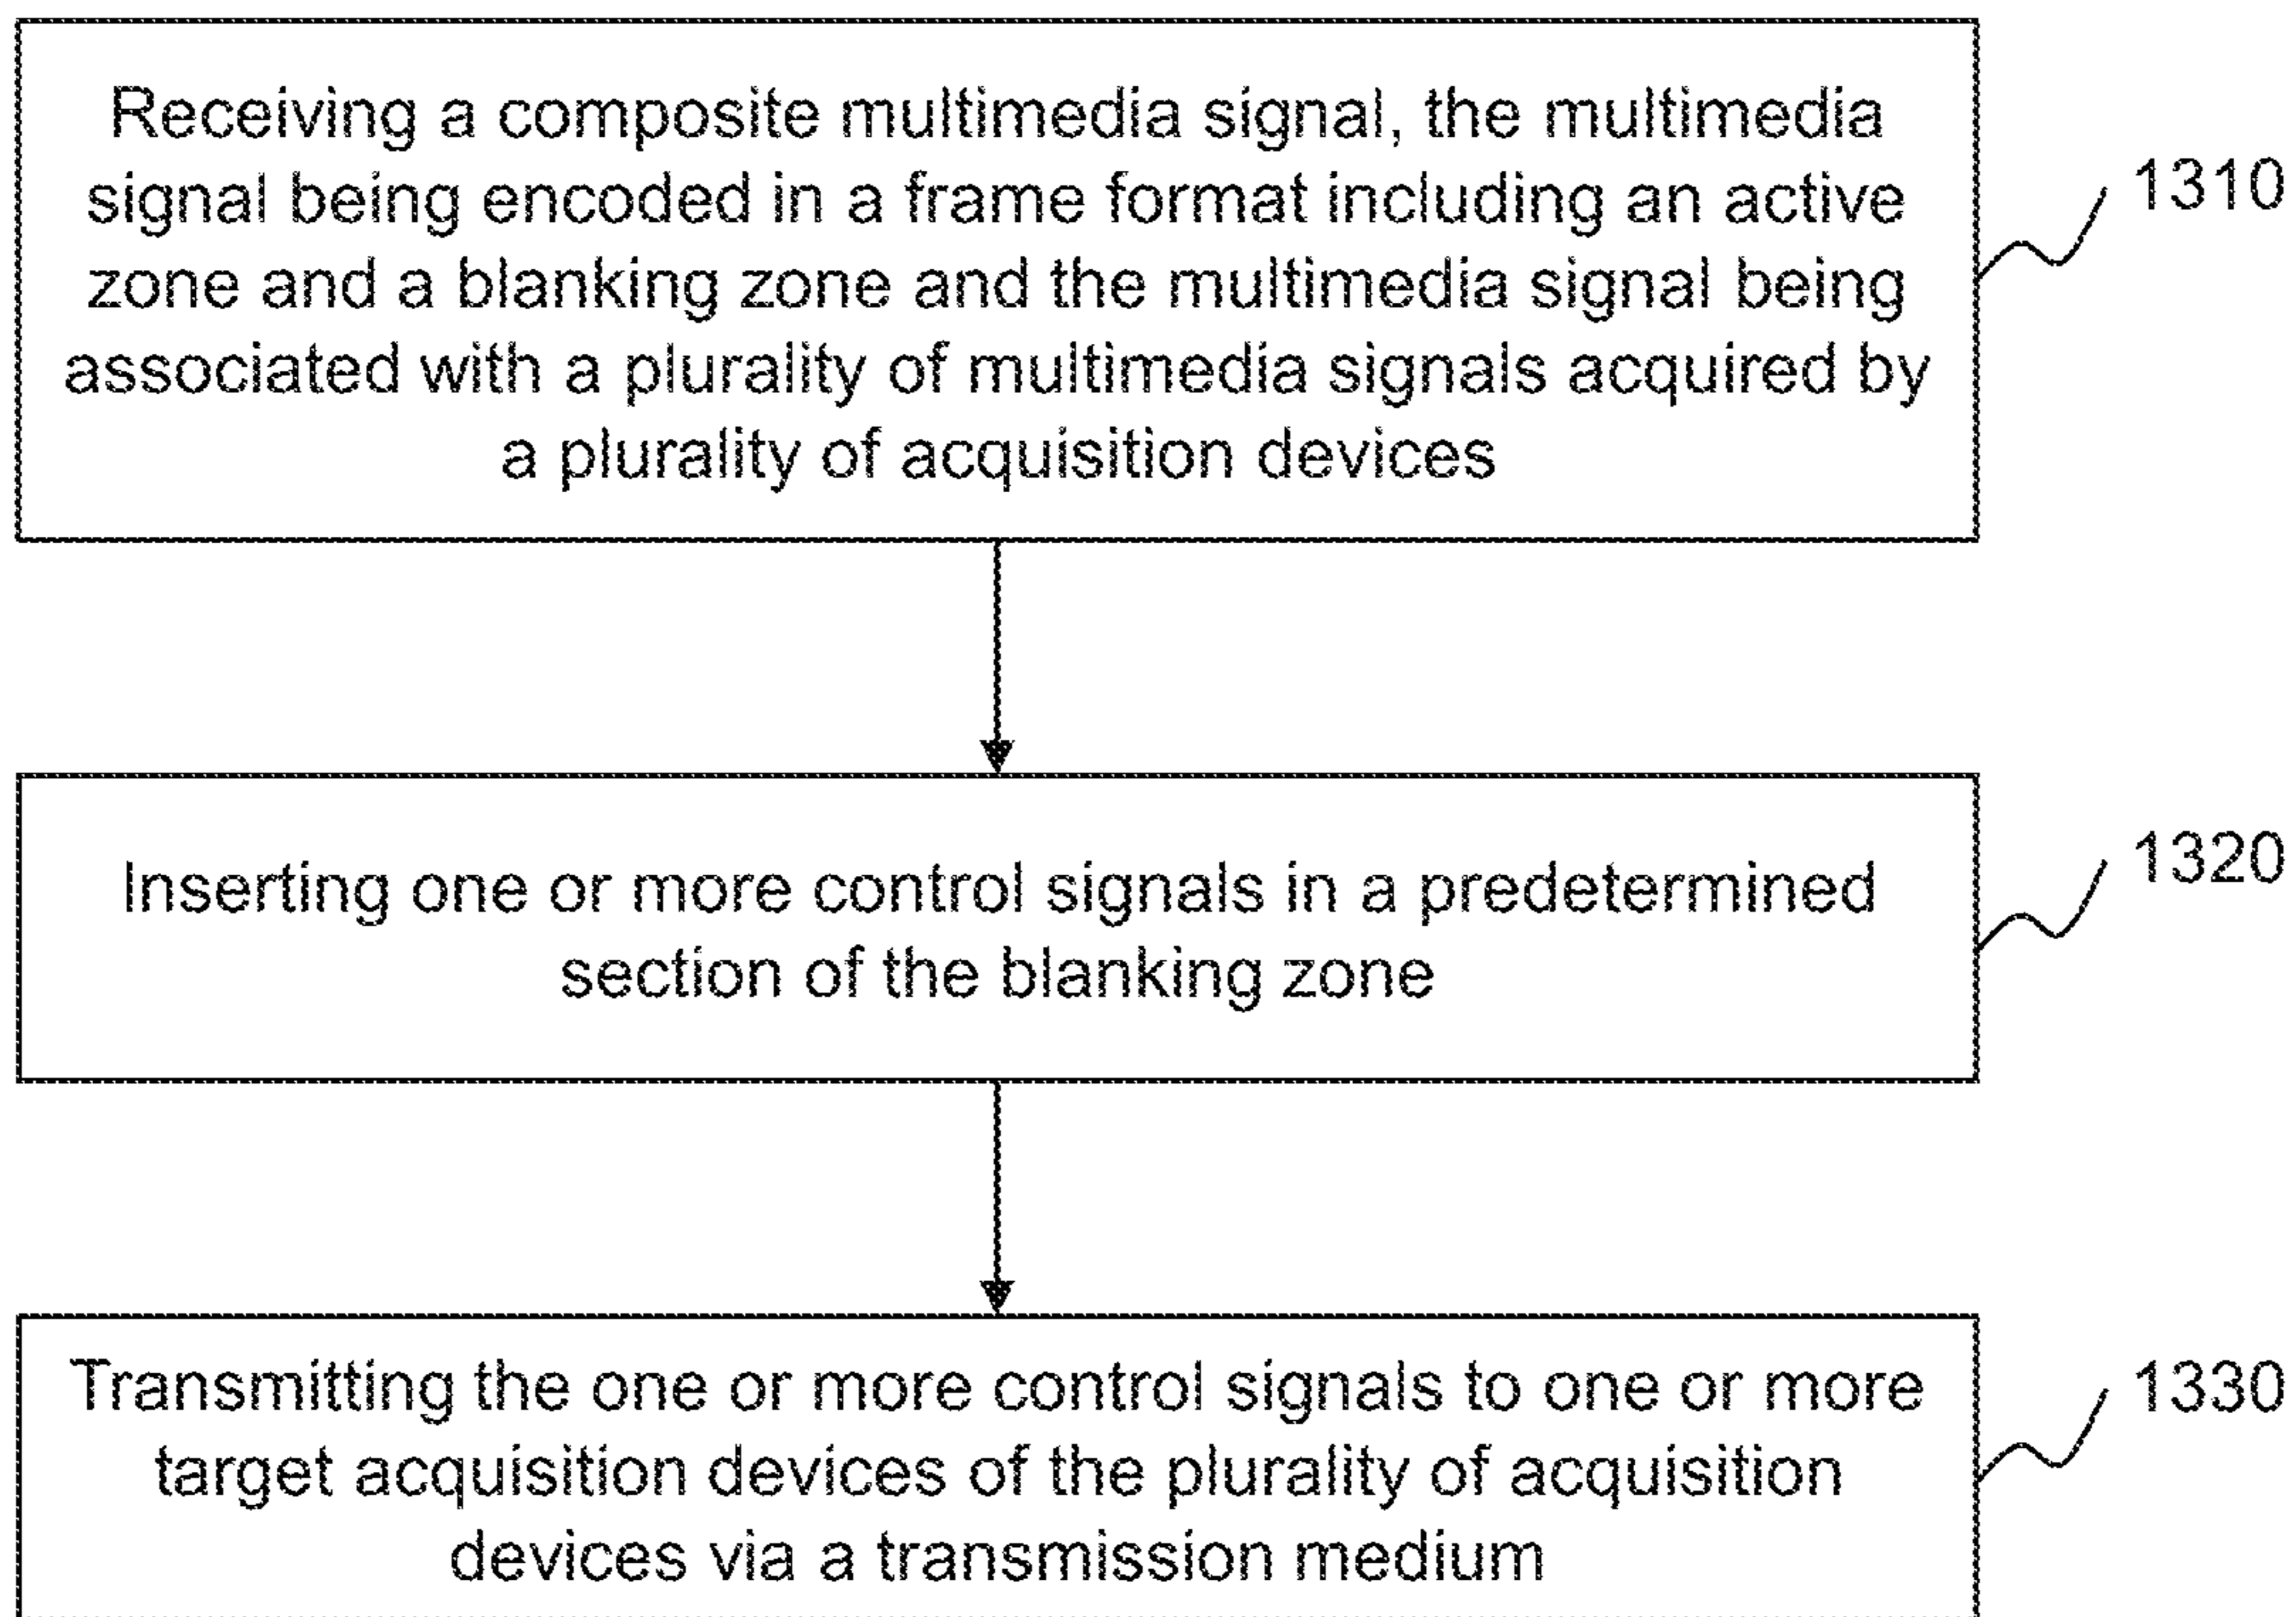 Receiving a composite multimedia signal, the multimedia
signal being encoded in a frame format including an active
zone and a blanking zone and the multimedia signal being
associated with a plurality of multimedia signals acquired by
a plurality of acquisition devices
1310
Inserting one or more control signals in a predetermined
section of the blanking zone
1320
Transmitting the one or more control signals to one or more
target acquisition devices of the plurality of acquisition
devices via a transmission medium
1330